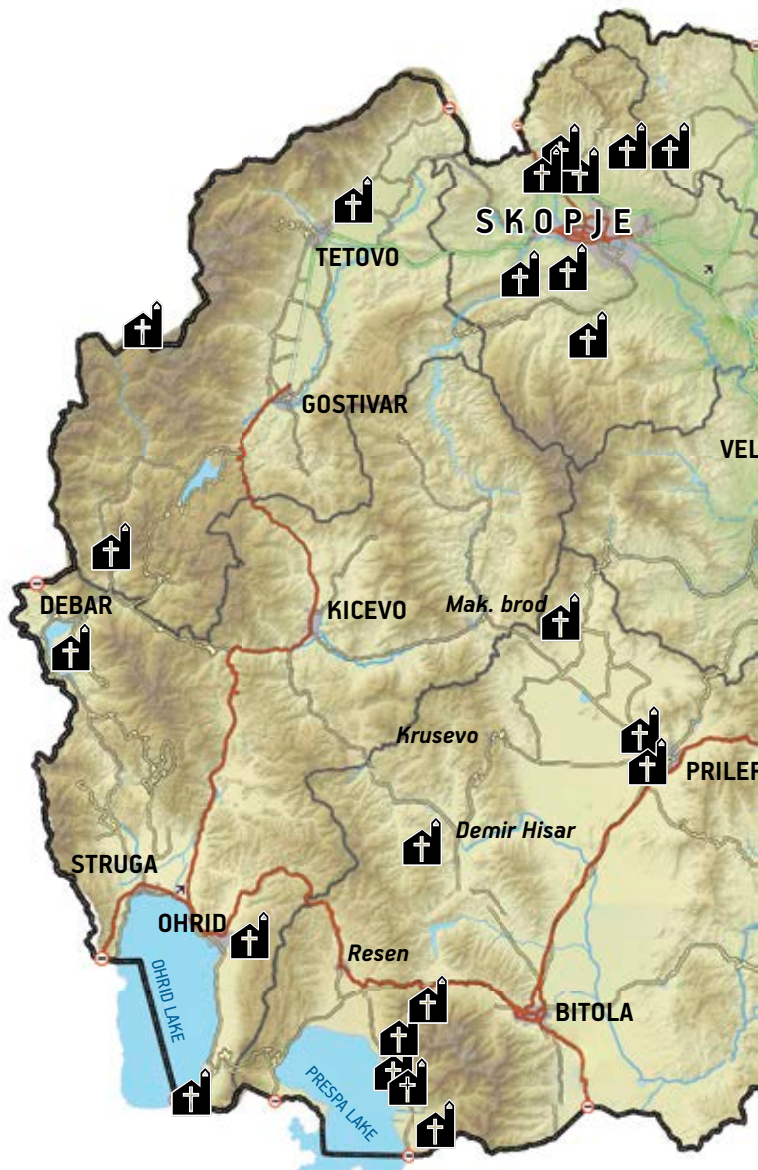 SKOPJE
TETOVO
GOSTIVAR
VEL
DEBAR
KICEVO
Mak. brod
Krusevo
PRILEP
Demir Hisar
STRUGA
OHRID
Resen
OHRID LAKE
BITOLA
PRESPA LAKE